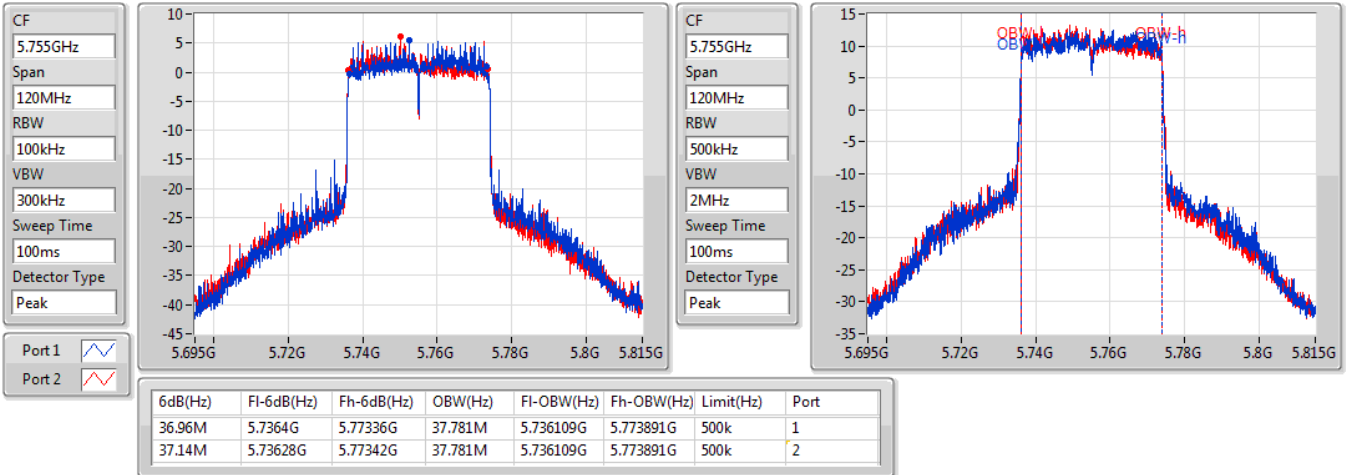 CF
5.755GHz
Span
120MHz
RBW
100kHz
VBW
300kHz
Sweep Time
100ms
Detector Type
Peak
Port 1
Port 2
10
5
0
-5
-10
-15
-20
-25
-30
-35
-40
-45
5.695G 5.72G 5.74G 5.76G 5.78G 5.8G 5.815G
CF
5.755GHz
Span
120MHz
RBW
500kHz
VBW
2MHz
Sweep Time
100ms
Detector Type
Peak
15
10
5
0
-5
-10
-15
-20
-25
-30
-35
OBW-h
5.695G 5.72G 5.74G 5.76G 5.78G 5.8G 5.815G
6dB(Hz) Fl-6dB(Hz) Fh-6dB(Hz) OBW(Hz) Fl-OBW(Hz) Fh-OBW(Hz) Limit(Hz) Port
36.96M 5.7364G 5.77336G 37.781M 5.736109G 5.773891G 500k 1
37.14M 5.73628G 5.77342G 37.781M 5.736109G 5.773891G 500k 2